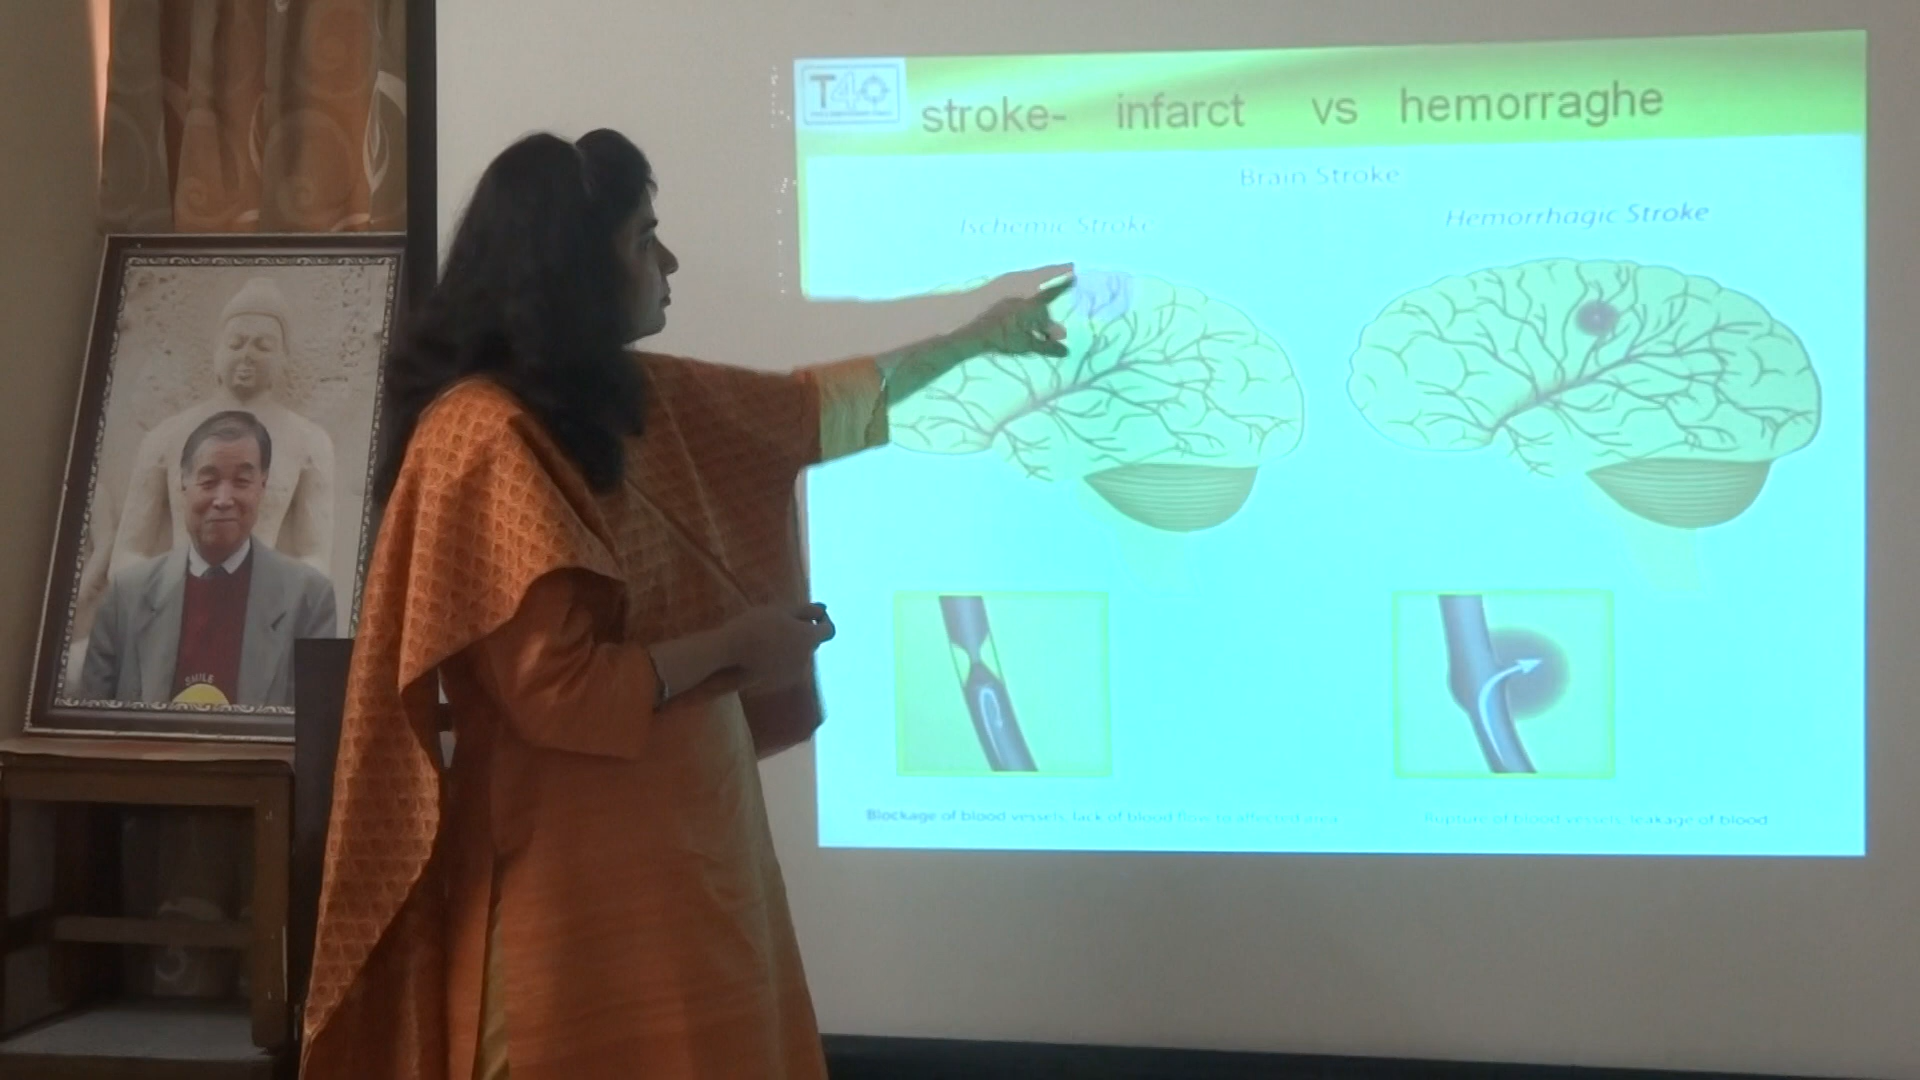 T40
stroke- infarct vs hemorraghe
Brain Stroke
Ischemic Stroke
Hemorrhagic Stroke
Blockage of blood vessels; lack of blood flow to affected area
Rupture of blood vessels; leakage of blood
SMILE